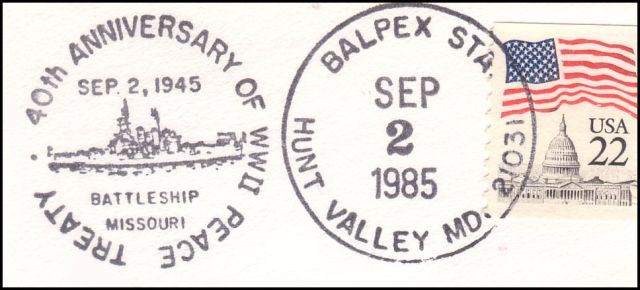 40th ANNIVERSARY OF WWII PEACE TREATY •
SEP. 2, 1945
BATTLESHIP
MISSOURI
BALPEX STA.
SEP
2
1985
HUNT VALLEY MD. 21031
USA
22